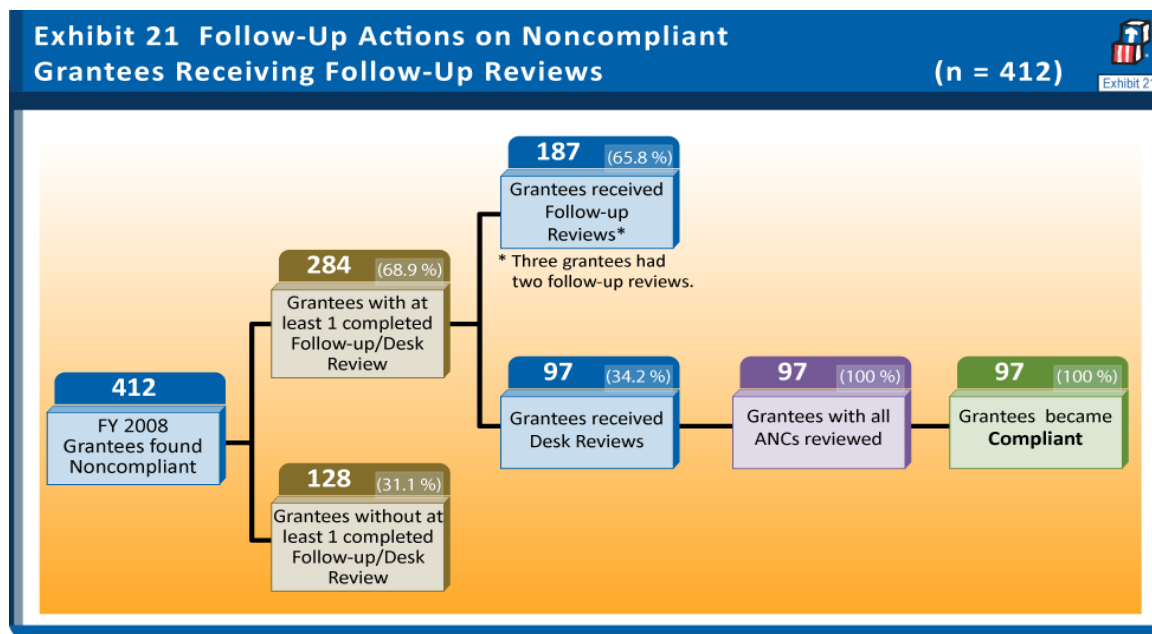 Exhibit 21 Follow-Up Actions on Noncompliant
Grantees Receiving Follow-Up Reviews
(n = 412)
Exhibit 21
187 (65.8 %)
Grantees received
Follow-up
Reviews*
* Three grantees had
two follow-up reviews.
284 (68.9 %)
Grantees with at
least 1 completed
Follow-up/Desk
Review
412
FY 2008
Grantees found
Noncompliant
97 (34.2 %)
Grantees received
Desk Reviews
97 (100 %)
Grantees with all
ANCs reviewed
97 (100 %)
Grantees became
Compliant
128 (31.1 %)
Grantees without at
least 1 completed
Follow-up/Desk
Review